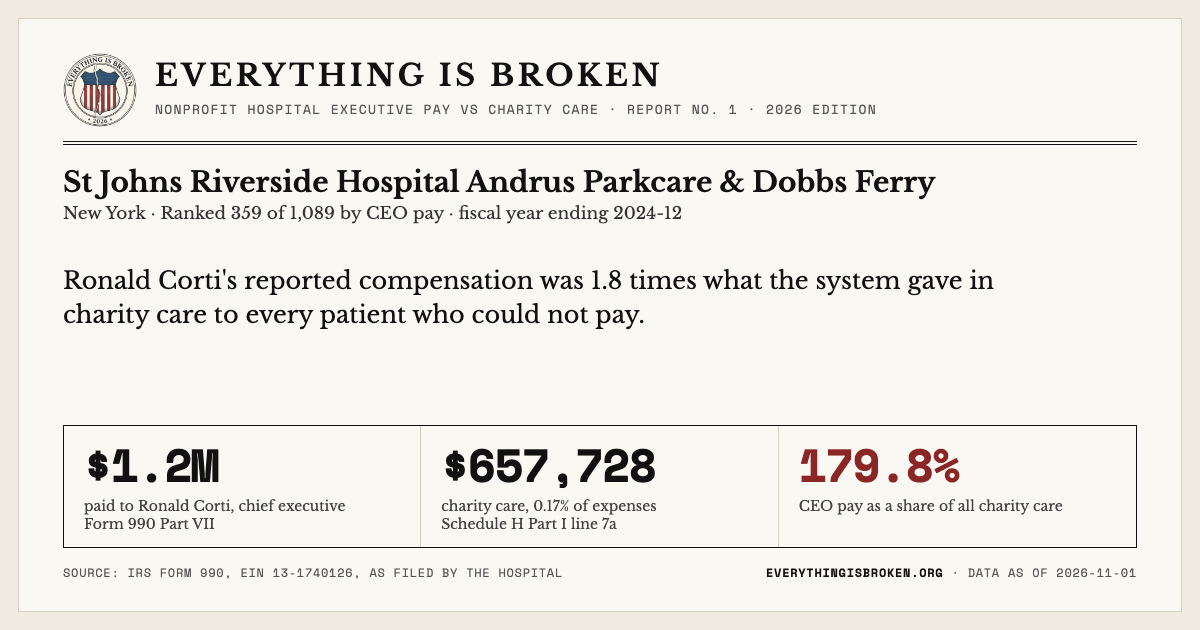 EVERYTHING IS BROKEN
2026
EVERYTHING IS BROKEN
NONPROFIT HOSPITAL EXECUTIVE PAY VS CHARITY CARE · REPORT NO. 1 · 2026 EDITION
St Johns Riverside Hospital Andrus Parkcare & Dobbs Ferry
New York · Ranked 359 of 1,089 by CEO pay · fiscal year ending 2024-12
Ronald Corti's reported compensation was 1.8 times what the system gave in
charity care to every patient who could not pay.
$1.2M
paid to Ronald Corti, chief executive
Form 990 Part VII
$657,728
charity care, 0.17% of expenses
Schedule H Part I line 7a
179.8%
CEO pay as a share of all charity care
SOURCE: IRS FORM 990, EIN 13-1740126, AS FILED BY THE HOSPITAL
EVERYTHINGISBROKEN.ORG · DATA AS OF 2026-11-01